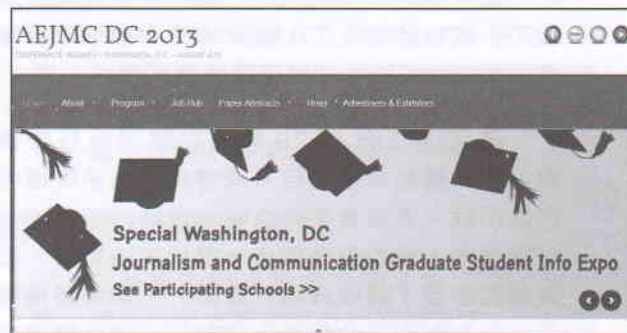 AEJMC DC 2013
Home About Program Job Hub Paper Abstracts Hotel Advertisers & Exhibitors
Special Washington, DC
Journalism and Communication Graduate Student Info Expo
See Participating Schools >>